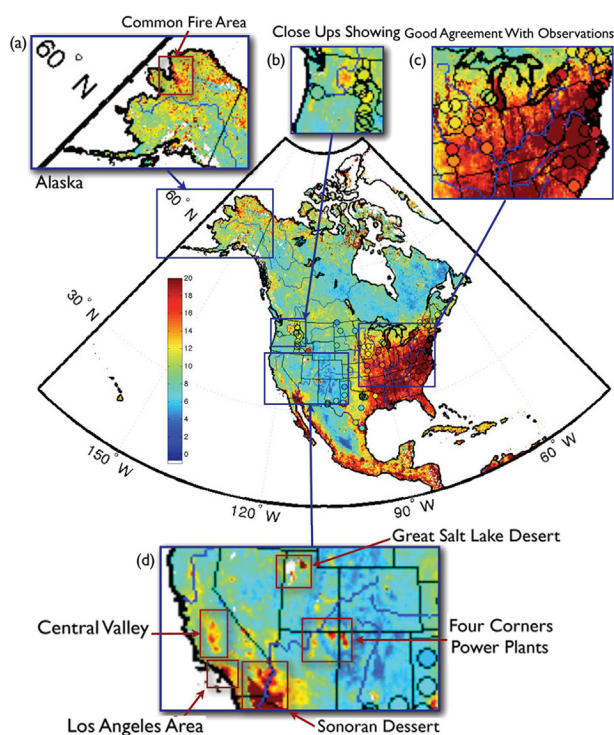 Common Fire Area
Close Ups Showing Good Agreement With Observations
(a)
(b)
(c)
60° N
Alaska
60° N
30° N
20
18
16
14
12
10
8
6
4
2
0
150° W
120° W
90° W
60° W
(d)
Great Salt Lake Desert
Central Valley
Four Corners
Power Plants
Los Angeles Area
Sonoran Dessert